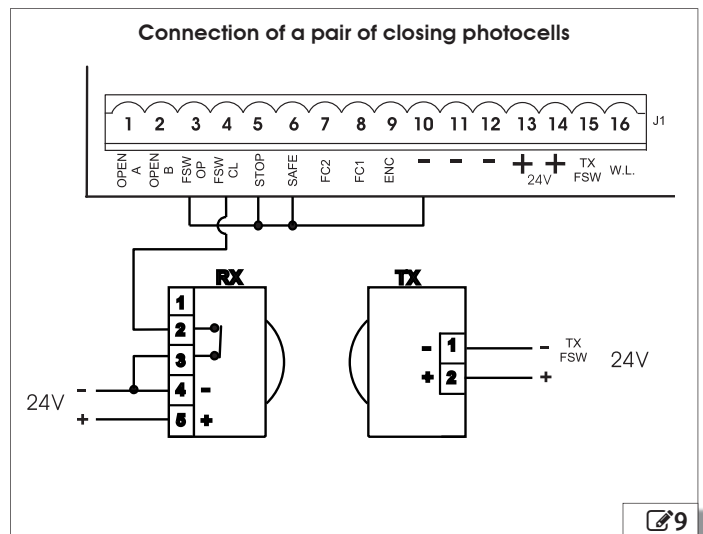 Connection of a pair of closing photocells
1 2 3 4 5 6 7 8 9 10 11 12 13 14 15 16 J1
OPEN A OPEN B FSW OP FSW CL STOP SAFE FC2 FC1 ENC - - - + + 24V TX FSW W.L.
RX TX
1
2
3
4 -
5 +
24V - +
- 1 - TX FSW 24V
+ 2 +
9